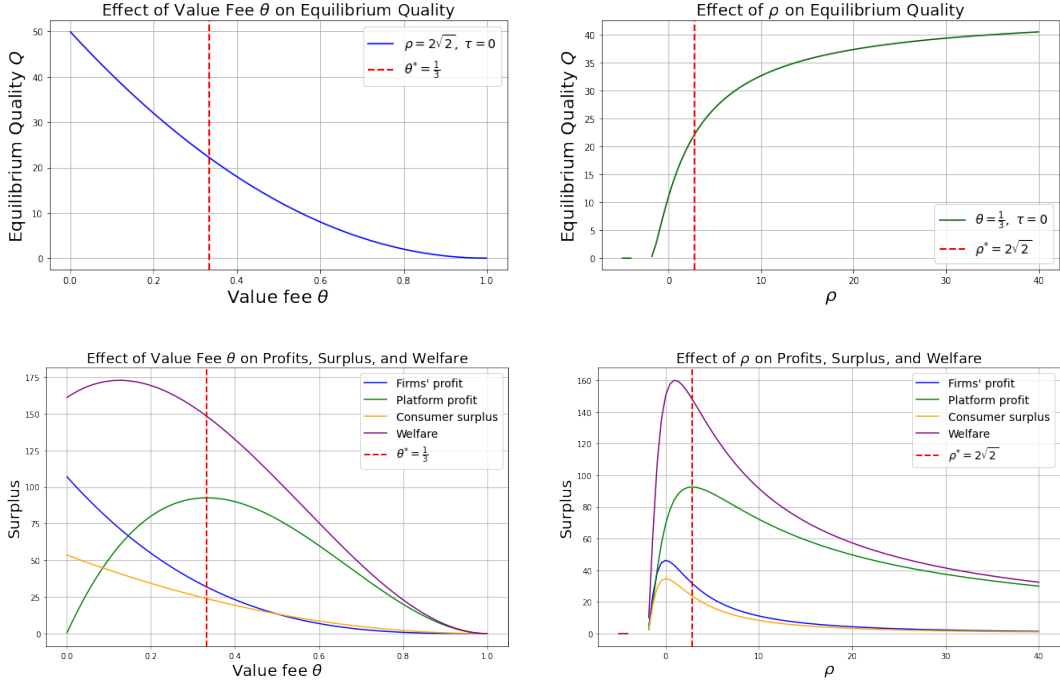 Effect of Value Fee θ on Equilibrium Quality
Equilibrium Quality Q
50
40
30
20
10
0
0.0 0.2 0.4 0.6 0.8 1.0
Value fee θ
ρ = 2√2, τ = 0
θ* = 1/3
Effect of ρ on Equilibrium Quality
Equilibrium Quality Q
40
35
30
25
20
15
10
5
0
0 10 20 30 40
ρ
θ = 1/3, τ = 0
ρ* = 2√2
Effect of Value Fee θ on Profits, Surplus, and Welfare
Surplus
175
150
125
100
75
50
25
0
0.0 0.2 0.4 0.6 0.8 1.0
Value fee θ
Firms' profit
Platform profit
Consumer surplus
Welfare
θ* = 1/3
Effect of ρ on Profits, Surplus, and Welfare
Surplus
160
140
120
100
80
60
40
20
0
0 10 20 30 40
ρ
Firms' profit
Platform profit
Consumer surplus
Welfare
ρ* = 2√2